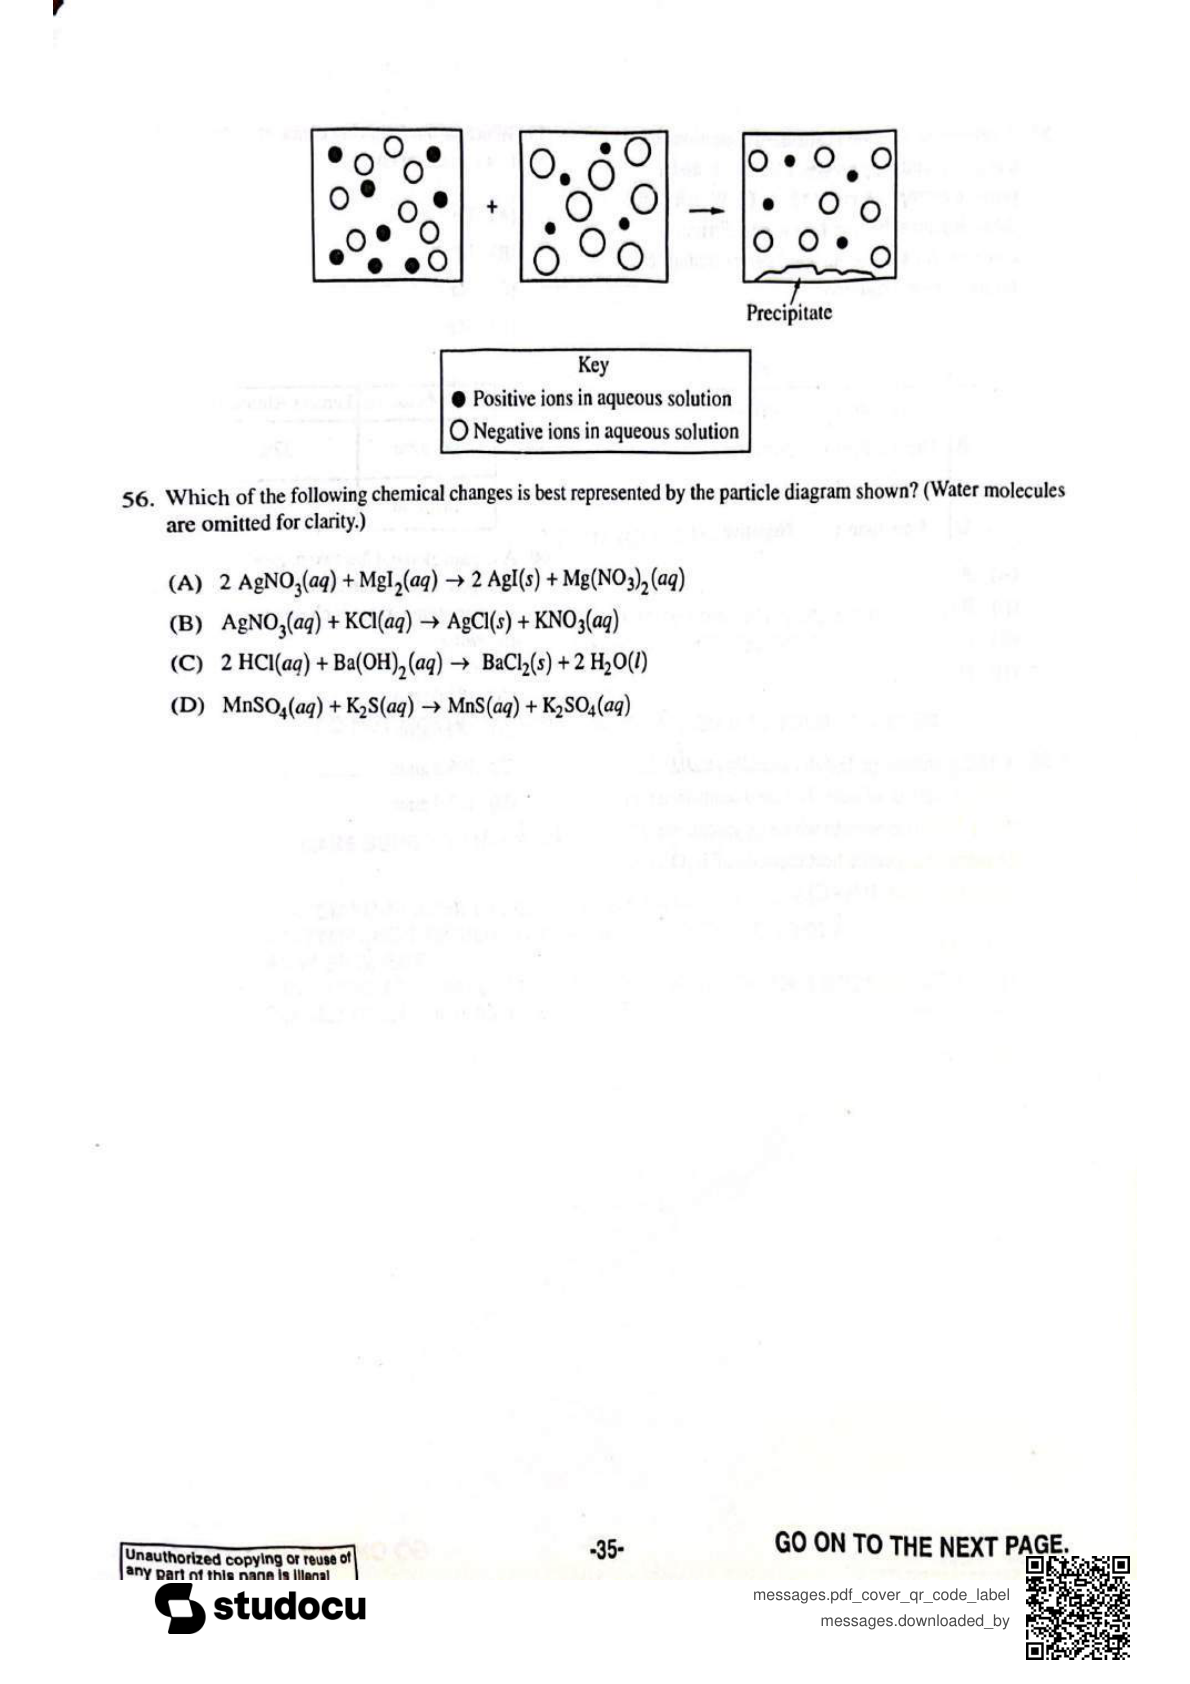 +
Precipitate
Key
● Positive ions in aqueous solution
○ Negative ions in aqueous solution
56. Which of the following chemical changes is best represented by the particle diagram shown? (Water molecules
are omitted for clarity.)
(A) 2 AgNO₃(aq) + MgI₂(aq) → 2 AgI(s) + Mg(NO₃)₂(aq)
(B) AgNO₃(aq) + KCl(aq) → AgCl(s) + KNO₃(aq)
(C) 2 HCl(aq) + Ba(OH)₂(aq) → BaCl₂(s) + 2 H₂O(l)
(D) MnSO₄(aq) + K₂S(aq) → MnS(aq) + K₂SO₄(aq)
Unauthorized copying or reuse of
any part of this page is illegal
-35-
GO ON TO THE NEXT PAGE.
studocu
messages.pdf_cover_qr_code_label
messages.downloaded_by